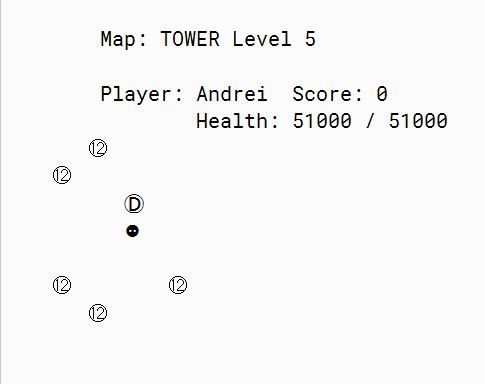 Map: TOWER Level 5
Player: Andrei  Score: 0
Health: 51000 / 51000
⑫
⑫
Ⓓ
⑫ ⑫
⑫